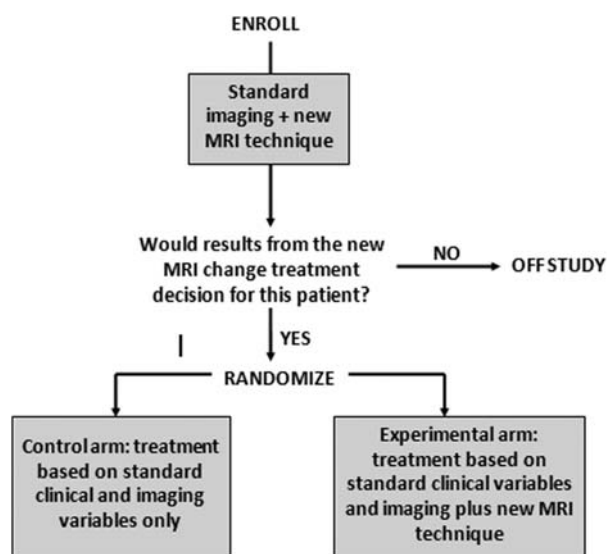 ENROLL
Standard
imaging + new
MRI technique
Would results from the new
MRI change treatment
decision for this patient?
NO
OFF STUDY
YES
RANDOMIZE
Control arm: treatment
based on standard
clinical and imaging
variables only
Experimental arm:
treatment based on
standard clinical variables
and imaging plus new MRI
technique